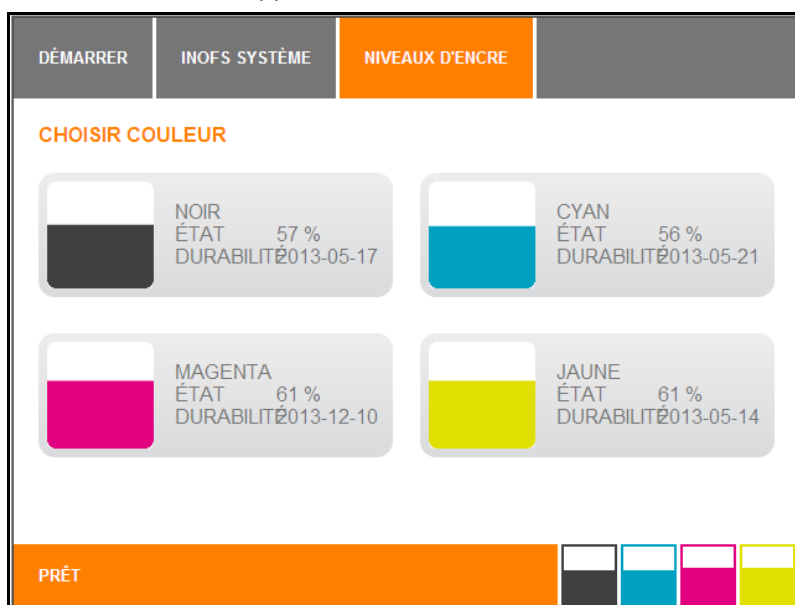 DÉMARRER
INOFS SYSTÈME
NIVEAUX D'ENCRE
CHOISIR COULEUR
NOIR
ÉTAT 57 %
DURABILITÉ 2013-05-17
CYAN
ÉTAT 56 %
DURABILITÉ 2013-05-21
MAGENTA
ÉTAT 61 %
DURABILITÉ 2013-12-10
JAUNE
ÉTAT 61 %
DURABILITÉ 2013-05-14
PRÊT